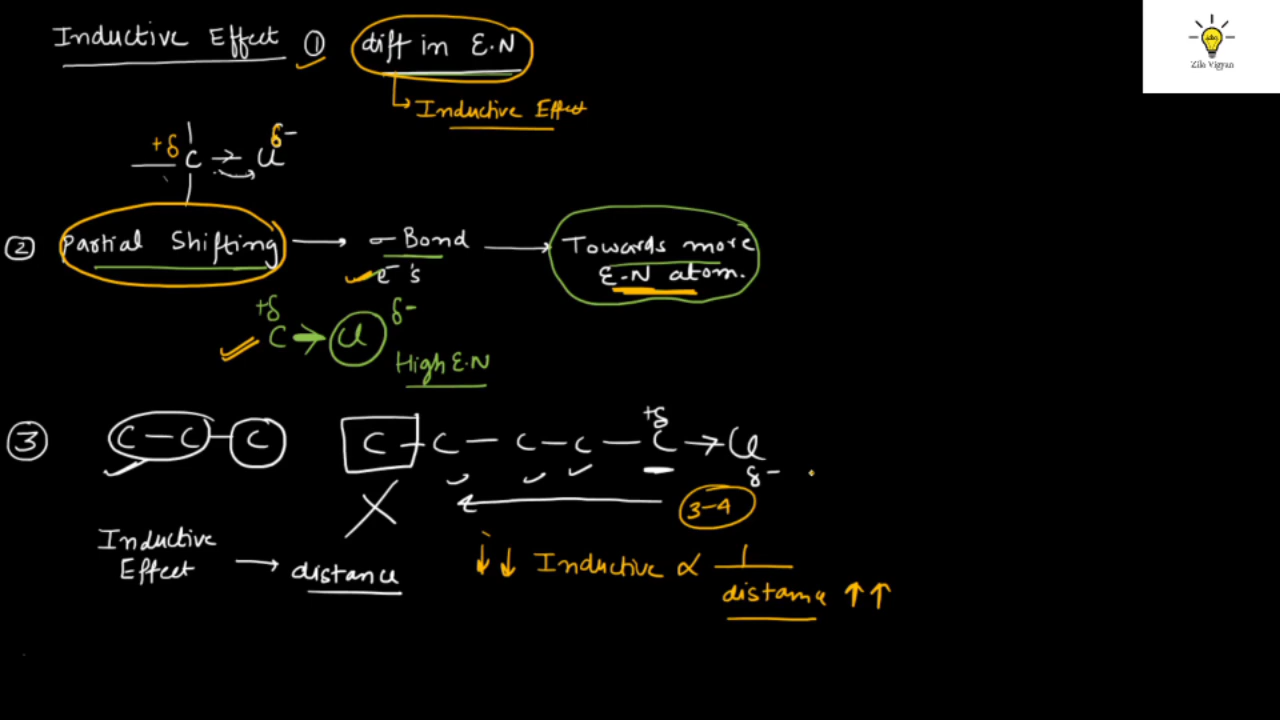 Inductive Effect ① diff in E.N
Inductive Effect
+δ C → Cl δ-
② Partial Shifting → σ-Bond e⁻'s → Towards more E.N atom.
+δ C → Cl δ-
High E.N
③ C-C-C C-C-C-C-C+δ → Cl δ-
3-4
Inductive Effect → distance
↓↓ Inductive ∝ 1/distance ↑↑
Zila Vigyan